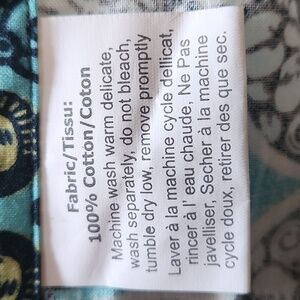 Fabric/Tissu:
100% Cotton/Coton
Machine wash warm delicate,
wash separately, do not bleach,
tumble dry low, remove promptly
Laver à la machine cycle dellicat,
rincer à l' eau chaude, Ne Pas
javelliser, Secher à la machine
cycle doux, retirer des que sec.